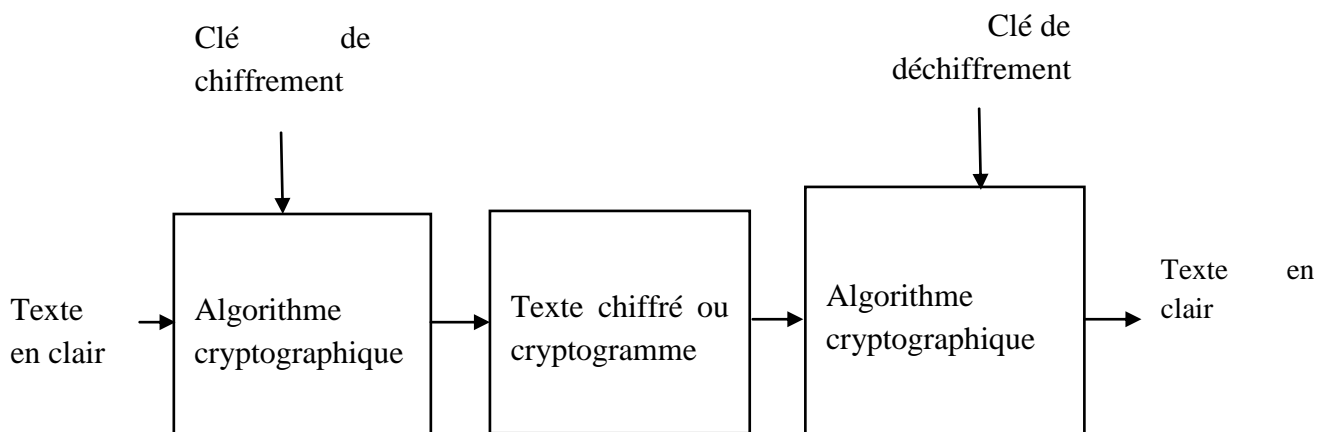 Clé de
chiffrement
Clé de
déchiffrement
Texte
en clair
Algorithme
cryptographique
Texte chiffré ou
cryptogramme
Algorithme
cryptographique
Texte en
clair